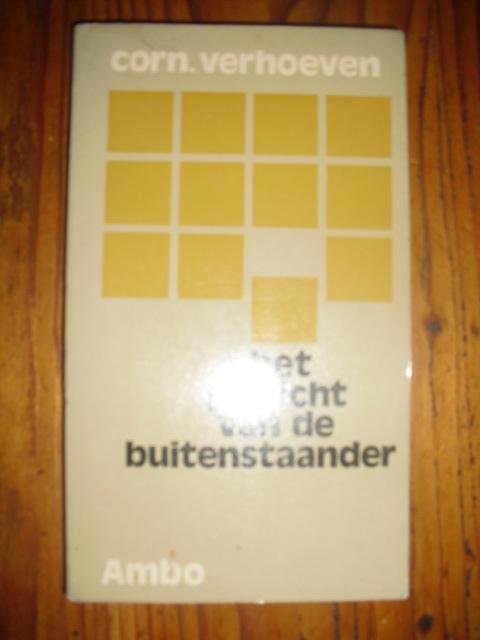 corn. verhoeven
het
van de
buitenstaander
Ambo